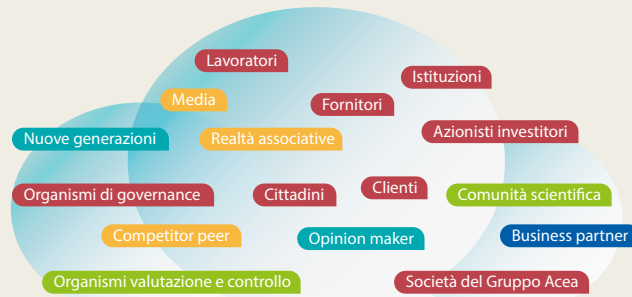 Lavoratori
Istituzioni
Media
Fornitori
Nuove generazioni
Realtà associative
Azionisti investitori
Organismi di governance
Cittadini
Clienti
Comunità scientifica
Competitor peer
Opinion maker
Business partner
Organismi valutazione e controllo
Società del Gruppo Acea